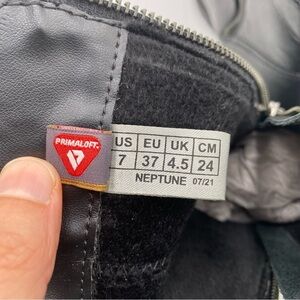 PRIMALOFT.
US EU UK CM
7 37 4.5 24
NEPTUNE 07/21